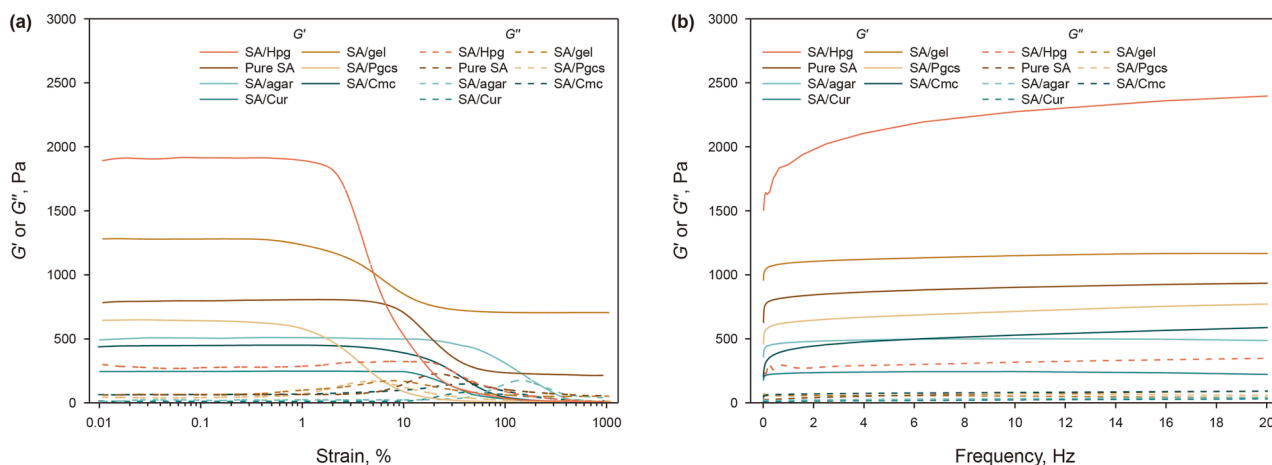 (a)
G' or G", Pa
3000
2500
2000
1500
1000
500
0
G' G"
SA/Hpg SA/gel SA/Hpg SA/gel
Pure SA SA/Pgcs Pure SA SA/Pgcs
SA/agar SA/Cmc SA/agar SA/Cmc
SA/Cur SA/Cur
0.01 0.1 1 10 100 1000
Strain, %
(b)
G' or G", Pa
3000
2500
2000
1500
1000
500
0
G' G"
SA/Hpg SA/gel SA/Hpg SA/gel
Pure SA SA/Pgcs Pure SA SA/Pgcs
SA/agar SA/Cmc SA/agar SA/Cmc
SA/Cur SA/Cur
0 2 4 6 8 10 12 14 16 18 20
Frequency, Hz